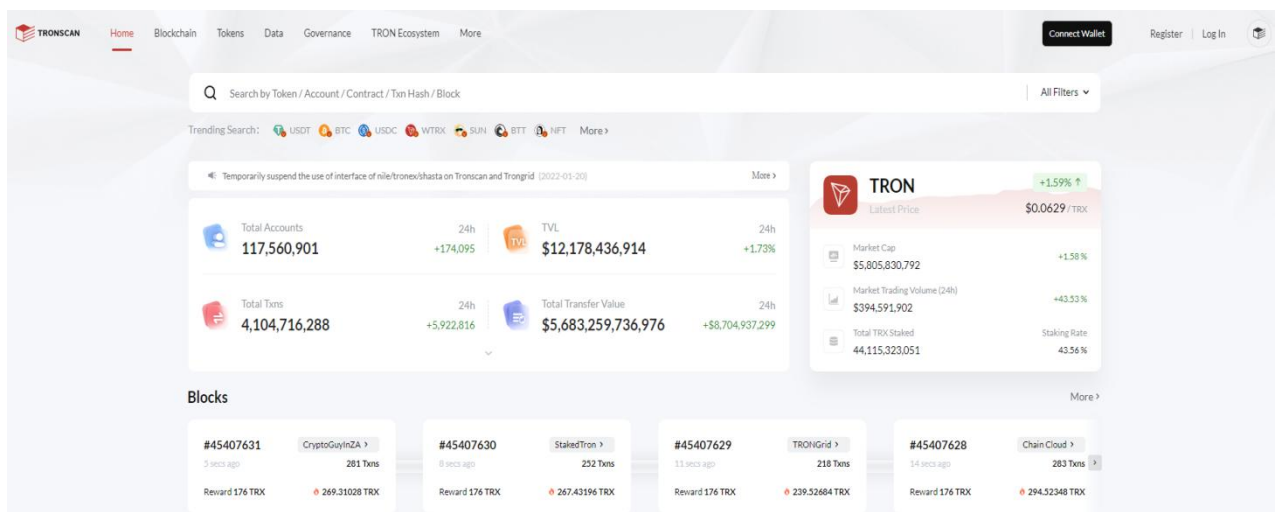 TRONSCAN Home Blockchain Tokens Data Governance TRON Ecosystem More Connect Wallet Register Log In
Search by Token / Account / Contract / Txn Hash / Block All Filters
Trending Search: USDT BTC USDC WTRX SUN BTT NFT More >
Temporarily suspend the use of interface of nile/tronex/shasta on Tronscan and Trongrid (2022-01-20) More >
Total Accounts 24h
117,560,901 +174,095
TVL
TVL 24h
$12,178,436,914 +1.73%
Total Txns 24h
4,104,716,288 +5,922,816
Total Transfer Value 24h
$5,683,259,736,976 +$8,704,937,299
TRON +1.59% ↑
Latest Price $0.0629 / TRX
Market Cap
$5,805,830,792 +1.58 %
Market Trading Volume (24h)
$394,591,902 +43.53 %
Total TRX Staked Staking Rate
44,115,323,051 43.56 %
Blocks More >
#45407631 CryptoGuyInZA >
5 secs ago 281 Txns
Reward 176 TRX 269.31028 TRX
#45407630 StakedTron >
8 secs ago 252 Txns
Reward 176 TRX 267.43196 TRX
#45407629 TRONGrid >
11 secs ago 218 Txns
Reward 176 TRX 239.52684 TRX
#45407628 Chain Cloud >
14 secs ago 283 Txns >
Reward 176 TRX 294.52348 TRX